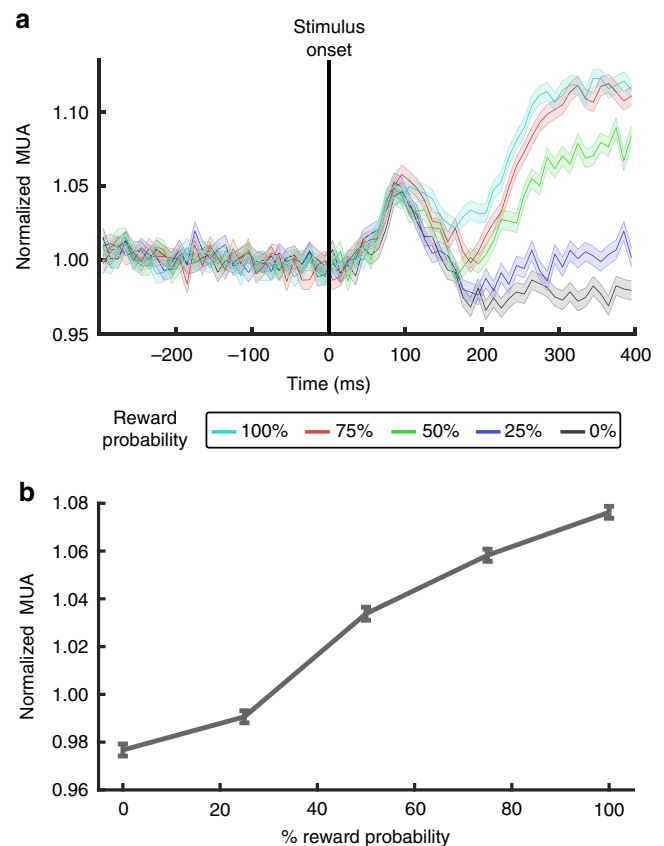 a
Stimulus
onset
Normalized MUA
1.10
1.05
1.00
0.95
–200
–100
0
100
200
300
400
Time (ms)
Reward
probability
100%
75%
50%
25%
0%
b
Normalized MUA
1.08
1.06
1.04
1.02
1.00
0.98
0.96
0
20
40
60
80
100
% reward probability